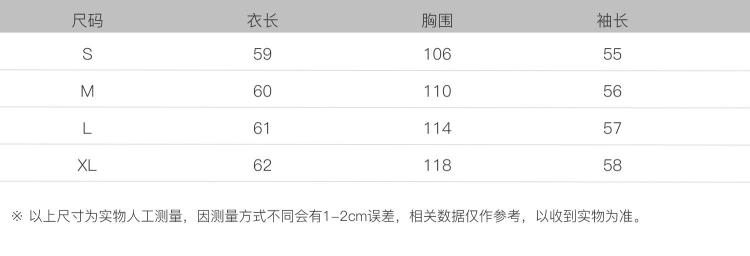 尺码 衣长 胸围 袖长
S 59 106 55
M 60 110 56
L 61 114 57
XL 62 118 58
※ 以上尺寸为实物人工测量，因测量方式不同会有1-2cm误差，相关数据仅作参考，以收到实物为准。